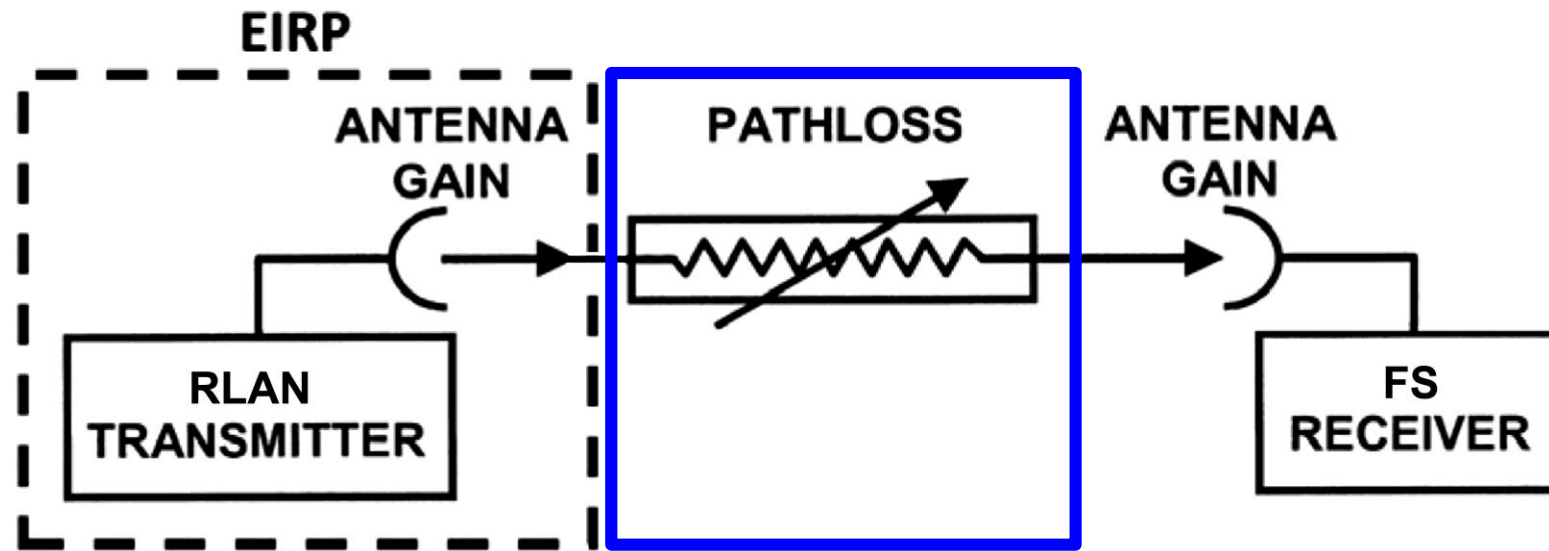 EIRP
ANTENNA
GAIN
PATHLOSS
ANTENNA
GAIN
RLAN
TRANSMITTER
FS
RECEIVER